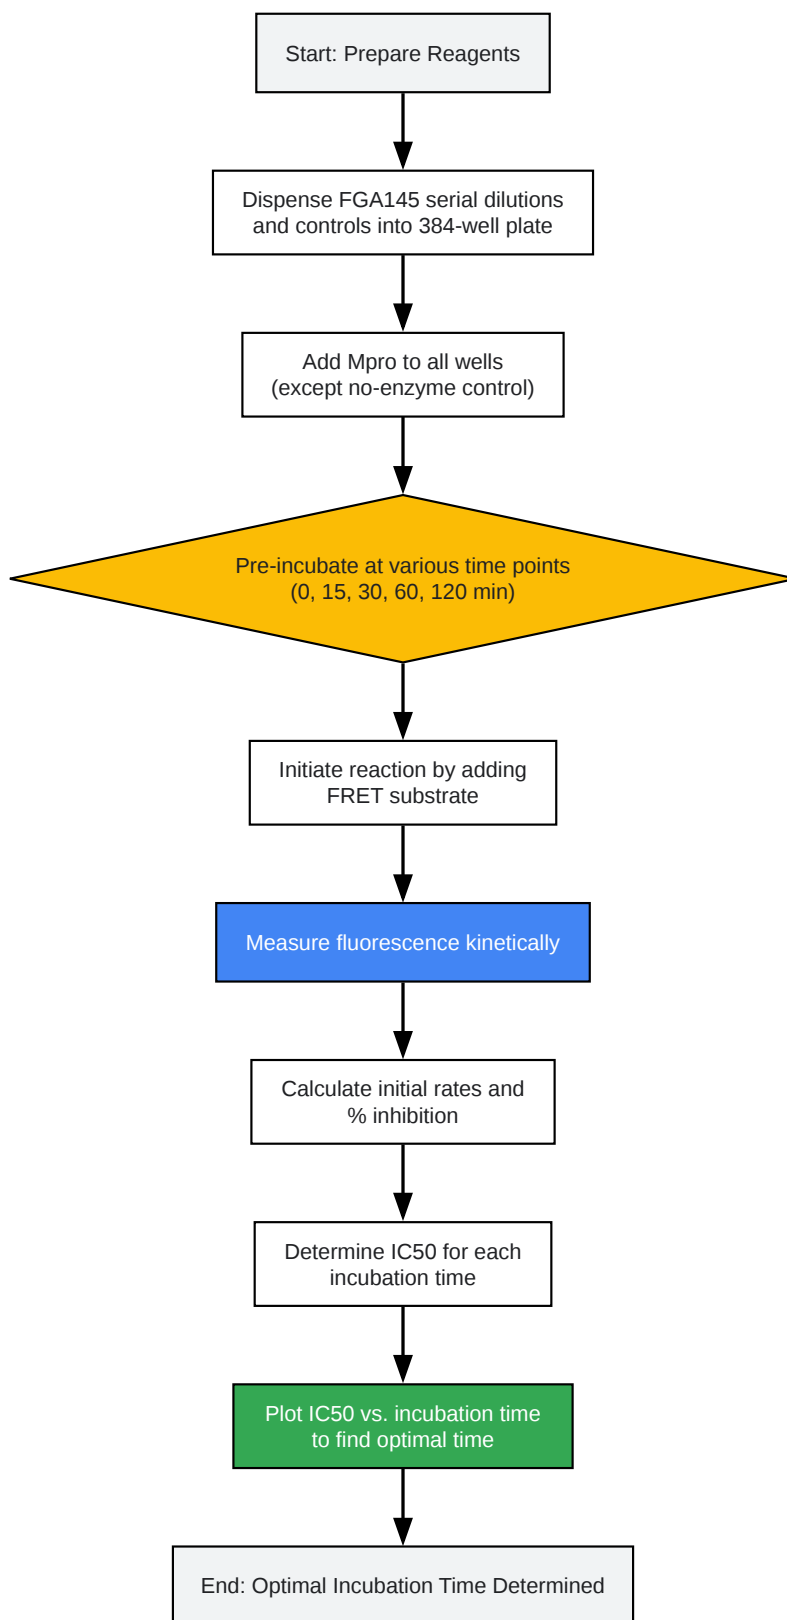 Start: Prepare Reagents
Dispense FGA145 serial dilutions
and controls into 384-well plate
Add Mpro to all wells
(except no-enzyme control)
Pre-incubate at various time points
(0, 15, 30, 60, 120 min)
Initiate reaction by adding
FRET substrate
Measure fluorescence kinetically
Calculate initial rates and
% inhibition
Determine IC50 for each
incubation time
Plot IC50 vs. incubation time
to find optimal time
End: Optimal Incubation Time Determined